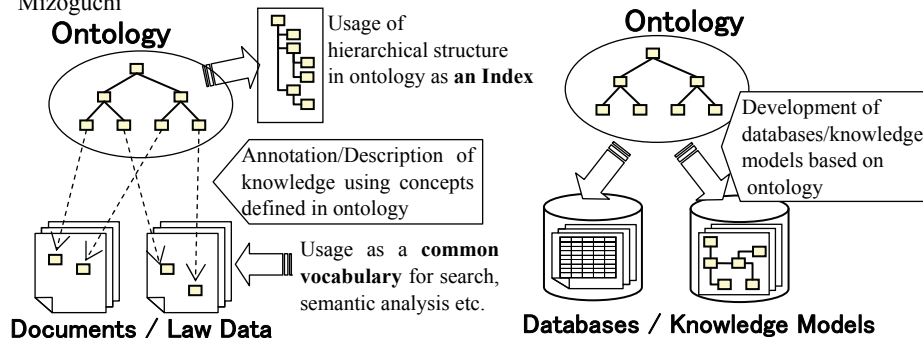 Mizoguchi
Ontology
Usage of
hierarchical structure
in ontology as an Index
Annotation/Description of
knowledge using concepts
defined in ontology
Usage as a common
vocabulary for search,
semantic analysis etc.
Documents / Law Data
Ontology
Development of
databases/knowledge
models based on
ontology
Databases / Knowledge Models